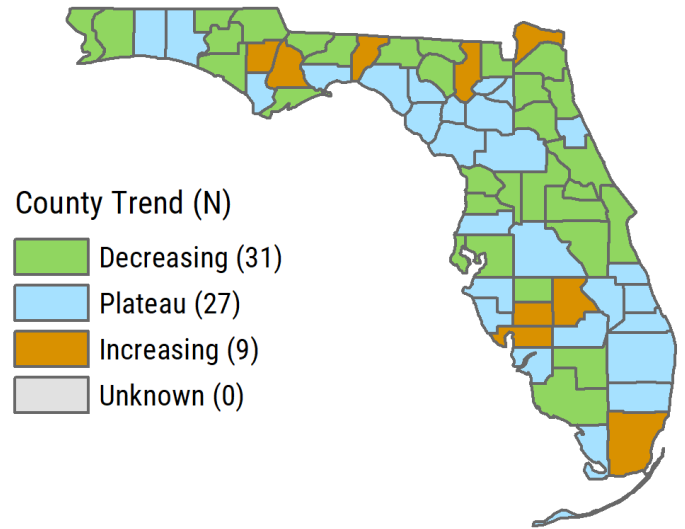 County Trend (N)
Decreasing (31)
Plateau (27)
Increasing (9)
Unknown (0)